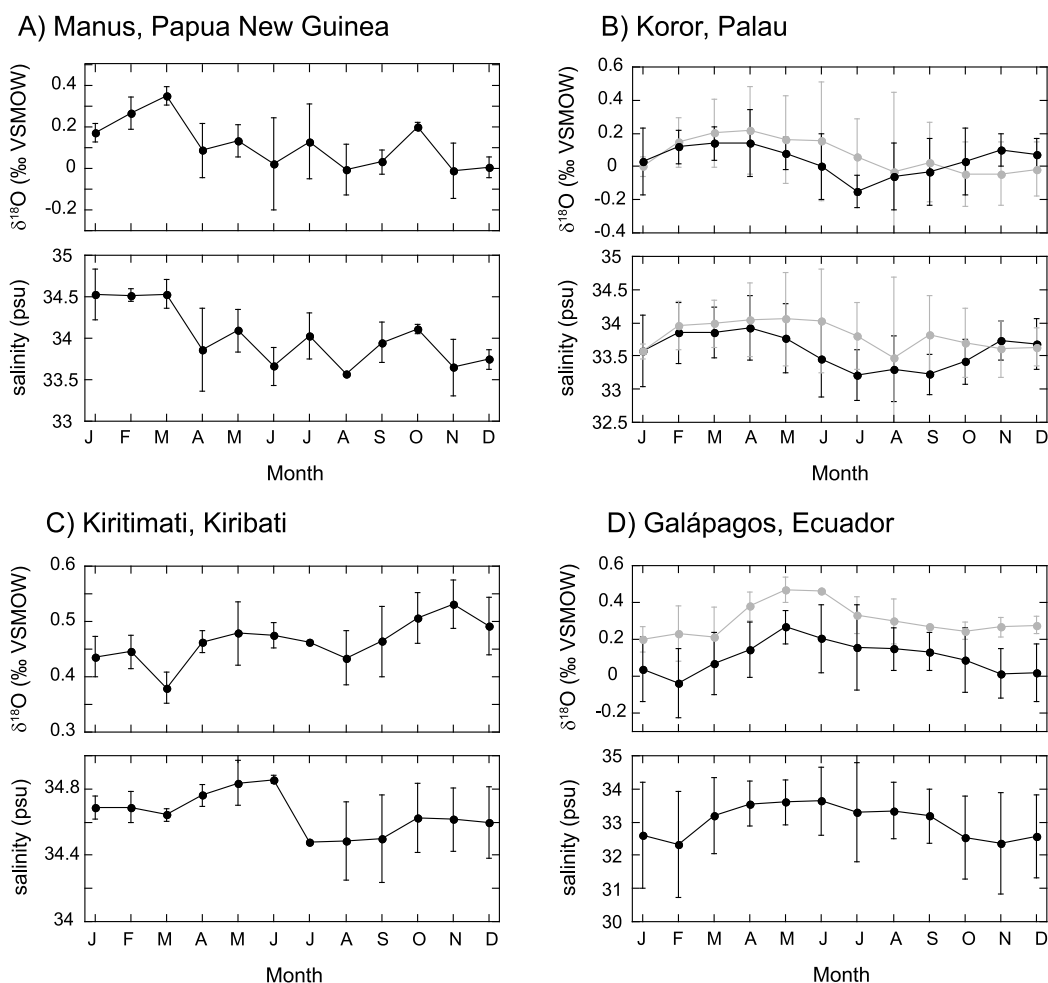 A) Manus, Papua New Guinea
0.4
0.2
0
-0.2
δ18O (‰ VSMOW)
35
34.5
34
33.5
33
salinity (psu)
J F M A M J J A S O N D
Month
B) Koror, Palau
0.6
0.4
0.2
0
-0.2
-0.4
δ18O (‰ VSMOW)
35
34.5
34
33.5
33
32.5
salinity (psu)
J F M A M J J A S O N D
Month
C) Kiritimati, Kiribati
0.6
0.5
0.4
0.3
δ18O (‰ VSMOW)
34.8
34.4
34
salinity (psu)
J F M A M J J A S O N D
Month
D) Galápagos, Ecuador
0.6
0.4
0.2
0
-0.2
δ18O (‰ VSMOW)
35
34
33
32
31
30
salinity (psu)
J F M A M J J A S O N D
Month